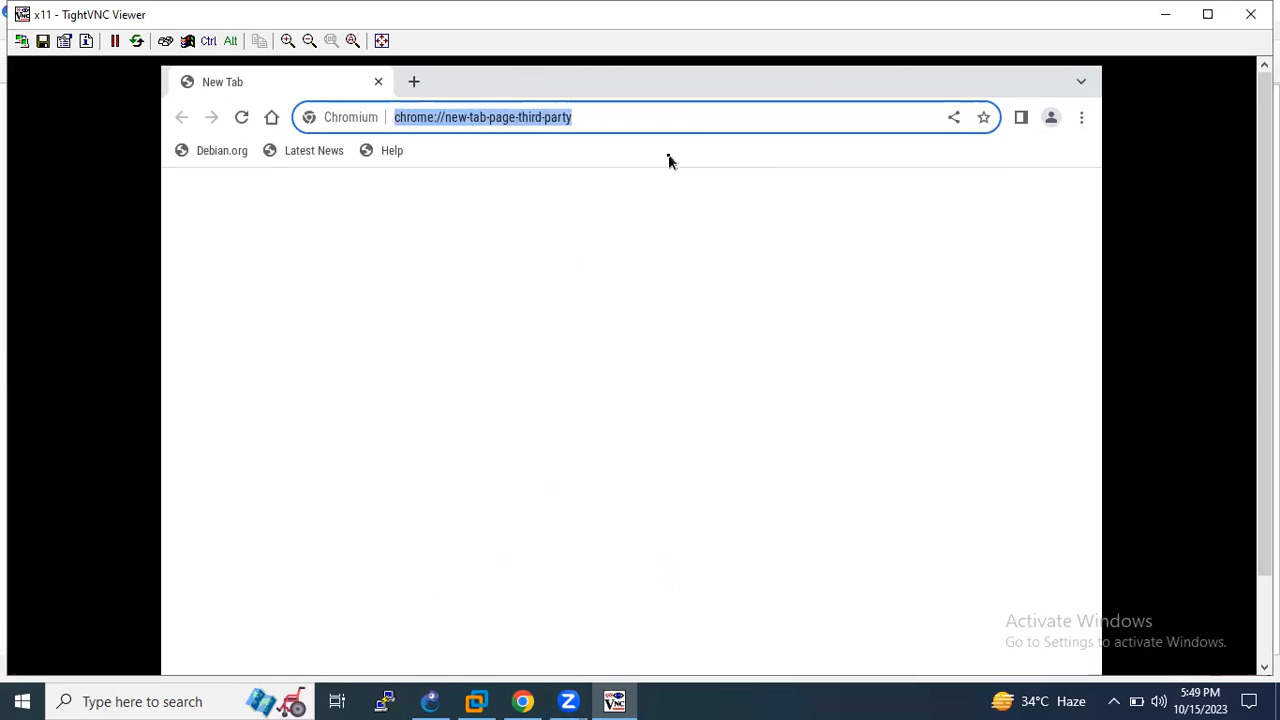 x11 - TightVNC Viewer
Ctrl Alt
New Tab
Chromium chrome://new-tab-page-third-party
Debian.org Latest News Help
Activate Windows
Go to Settings to activate Windows.
Type here to search
34°C Haze
5:49 PM
10/15/2023